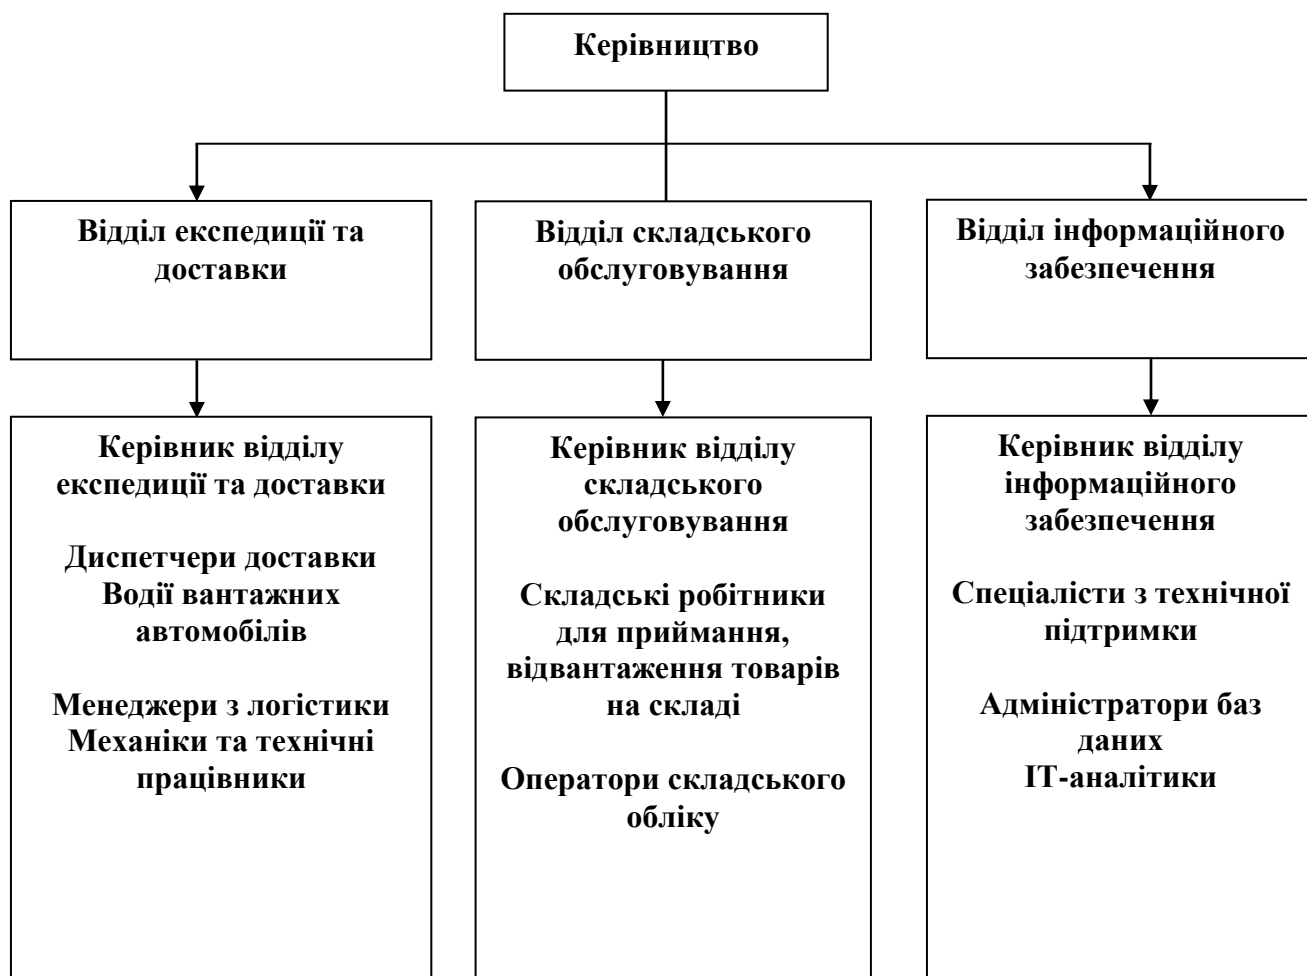 Керівництво
Відділ експедиції та
доставки
Відділ складського
обслуговування
Відділ інформаційного
забезпечення
Керівник відділу
експедиції та доставки
Диспетчери доставки
Водії вантажних
автомобілів
Менеджери з логістики
Механіки та технічні
працівники
Керівник відділу
складського
обслуговування
Складські робітники
для приймання,
відвантаження товарів
на складі
Оператори складського
обліку
Керівник відділу
інформаційного
забезпечення
Спеціалісти з технічної
підтримки
Адміністратори баз
даних
ІТ-аналітики